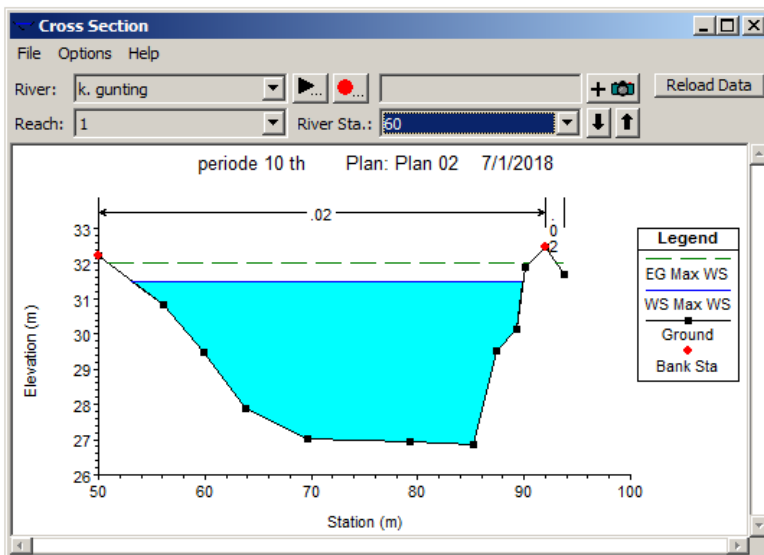 Cross Section
File Options Help
River: k. gunting Reload Data
Reach: 1 River Sta.: 60
periode 10 th Plan: Plan 02 7/1/2018
.02
.02
33
32
31
30
29
28
27
26
Elevation (m)
50 60 70 80 90 100
Station (m)
Legend
EG Max WS
WS Max WS
Ground
Bank Sta